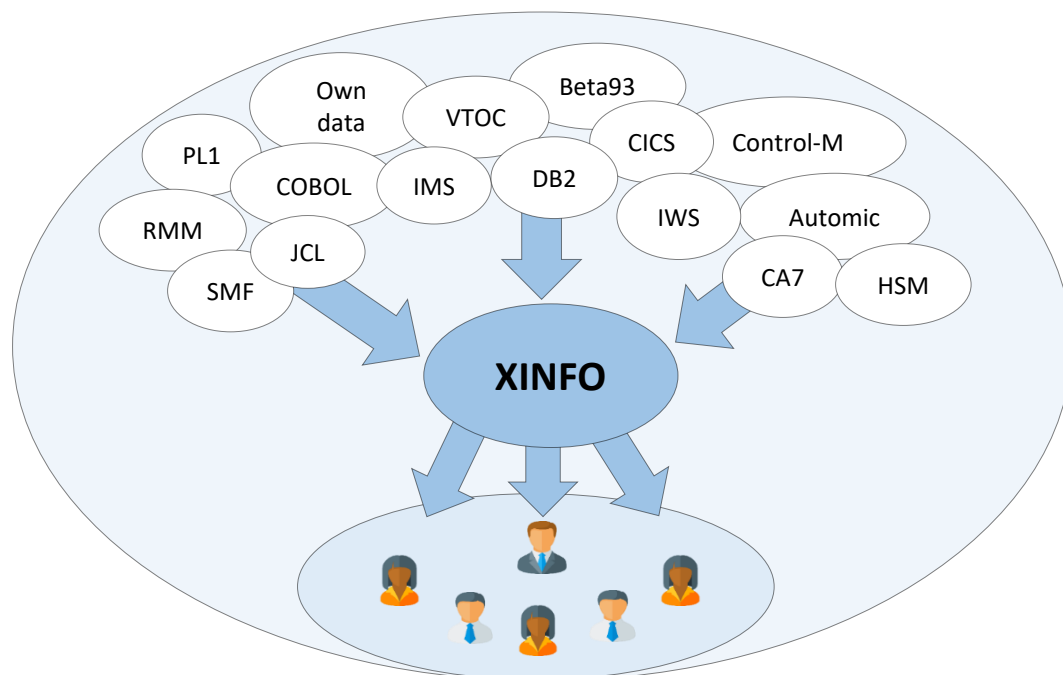 Own
data
Beta93
VTOC
CICS
Control-M
PL1
COBOL
IMS
DB2
RMM
IWS
Automic
JCL
SMF
CA7
HSM
XINFO